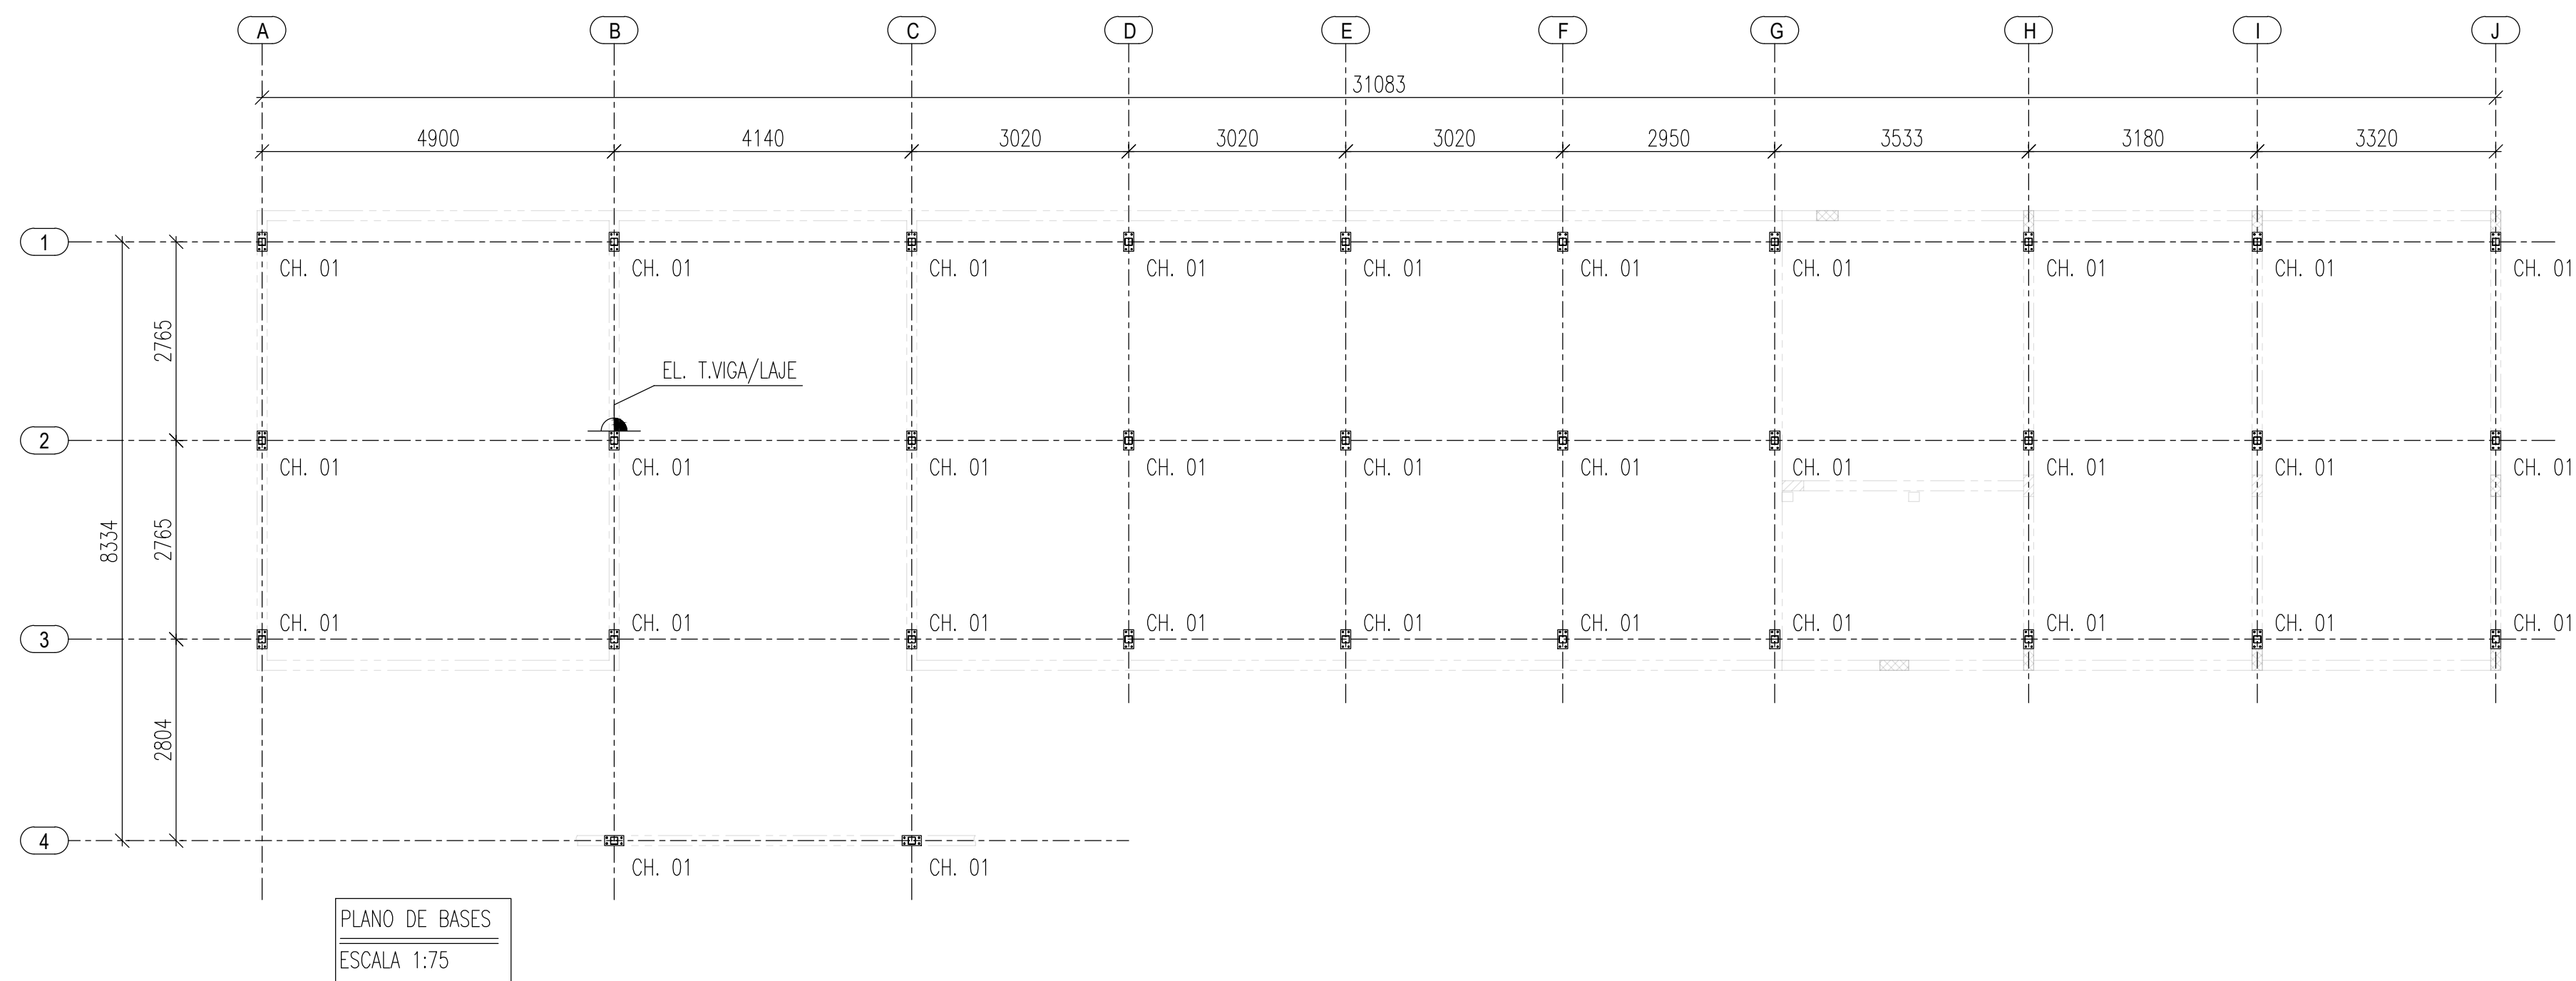 A B C D E F G H I J
31083
4900 4140 3020 3020 3020 2950 3533 3180 3320
1
CH. 01 CH. 01 CH. 01 CH. 01 CH. 01 CH. 01 CH. 01 CH. 01 CH. 01 CH. 01
2765
EL. T.VIGA/LAJE
2
CH. 01 CH. 01 CH. 01 CH. 01 CH. 01 CH. 01 CH. 01 CH. 01 CH. 01 CH. 01
8334
2765
CH. 01 CH. 01 CH. 01 CH. 01 CH. 01 CH. 01 CH. 01 CH. 01 CH. 01 CH. 01
3
2804
4
CH. 01 CH. 01
PLANO DE BASES
ESCALA 1:75